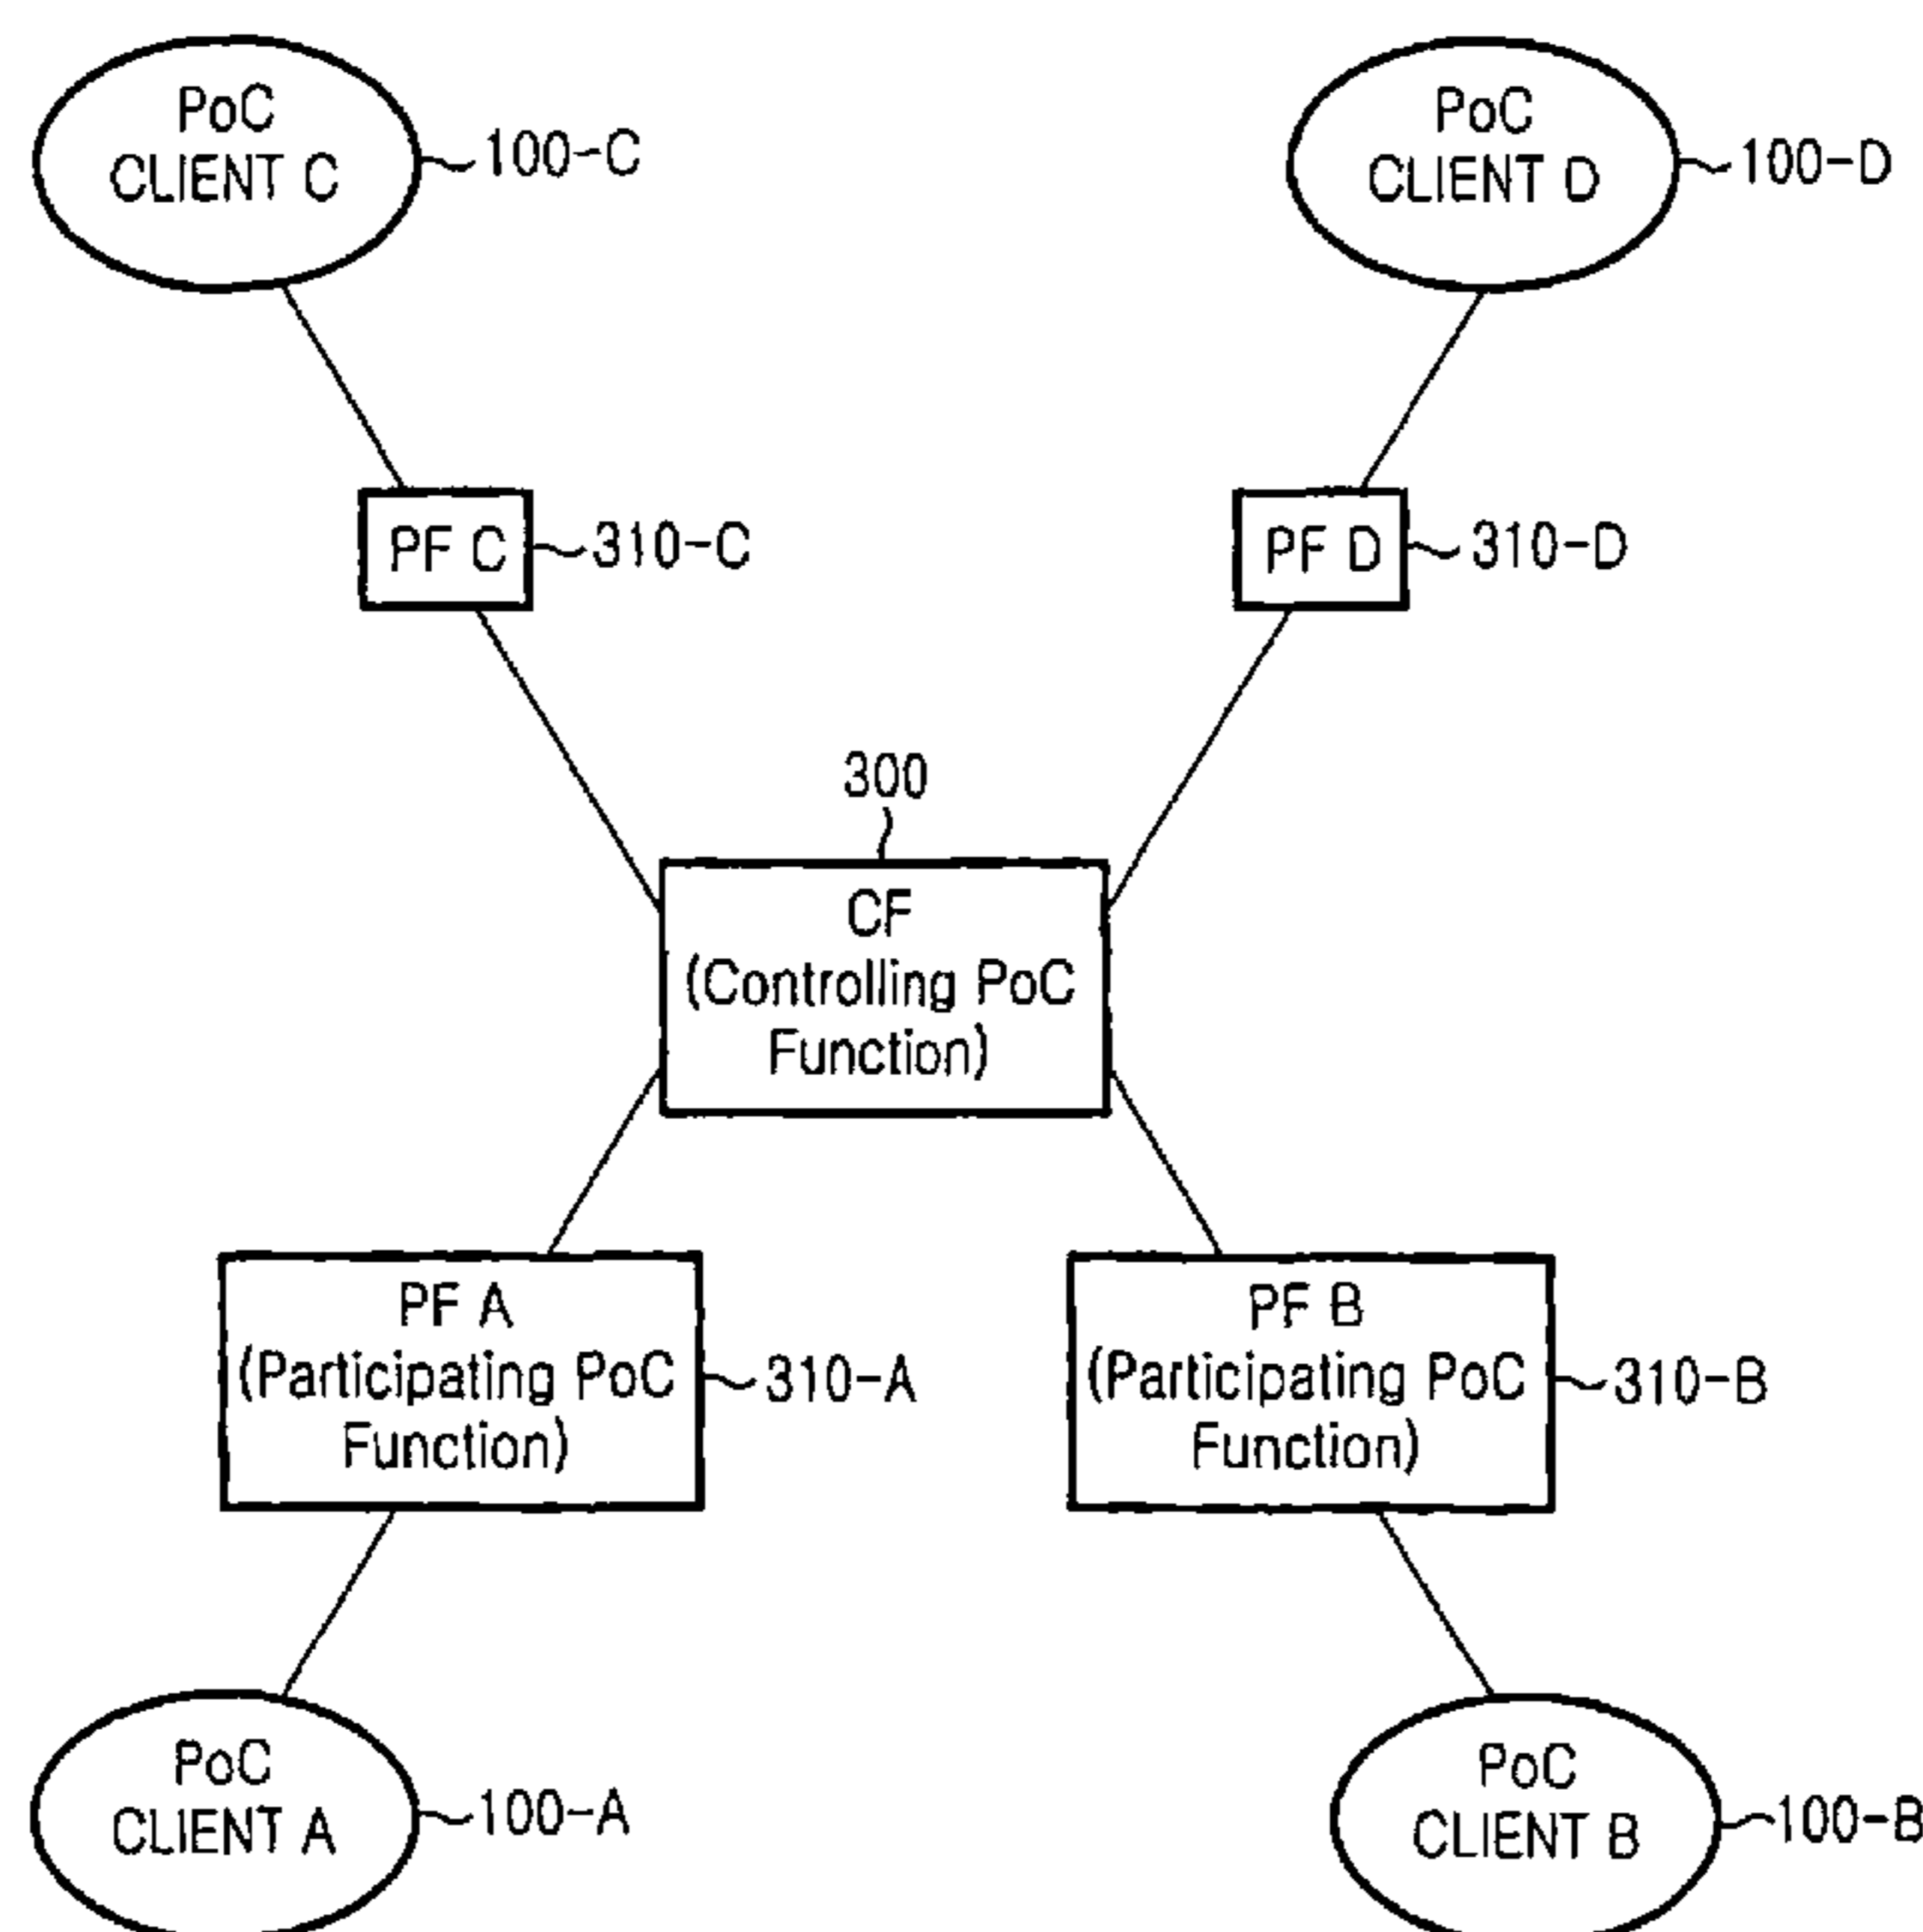 PoC
CLIENT C
100-C
PoC
CLIENT D
100-D
PF C
310-C
PF D
310-D
300
CF
(Controlling PoC
Function)
PF A
(Participating PoC
Function)
310-A
PF B
(Participating PoC
Function)
310-B
PoC
CLIENT A
100-A
PoC
CLIENT B
100-B